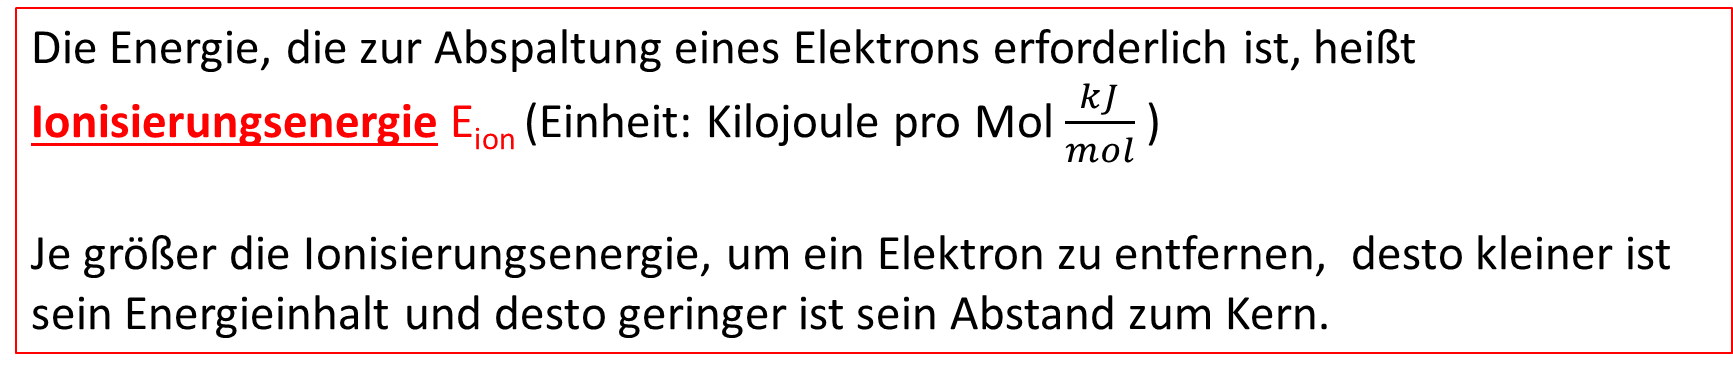 Die Energie, die zur Abspaltung eines Elektrons erforderlich ist, heißt
Ionisierungsenergie E_ion (Einheit: Kilojoule pro Mol kJ/mol )
Je größer die Ionisierungsenergie, um ein Elektron zu entfernen,  desto kleiner ist
sein Energieinhalt und desto geringer ist sein Abstand zum Kern.